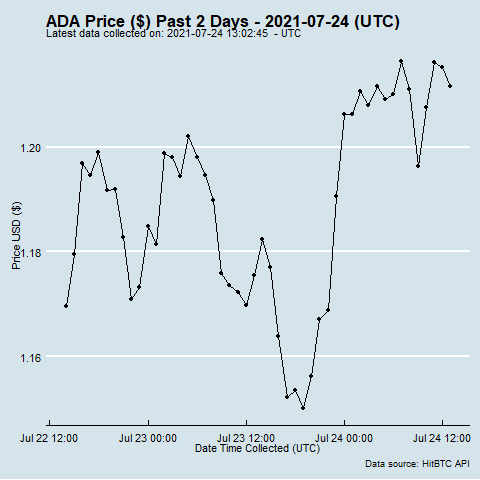 ADA Price ($) Past 2 Days - 2021-07-24 (UTC)
Latest data collected on: 2021-07-24 13:02:45 - UTC
1.20
1.18
1.16
Price USD ($)
Jul 22 12:00 Jul 23 00:00 Jul 23 12:00 Jul 24 00:00 Jul 24 12:00
Date Time Collected (UTC)
Data source: HitBTC API